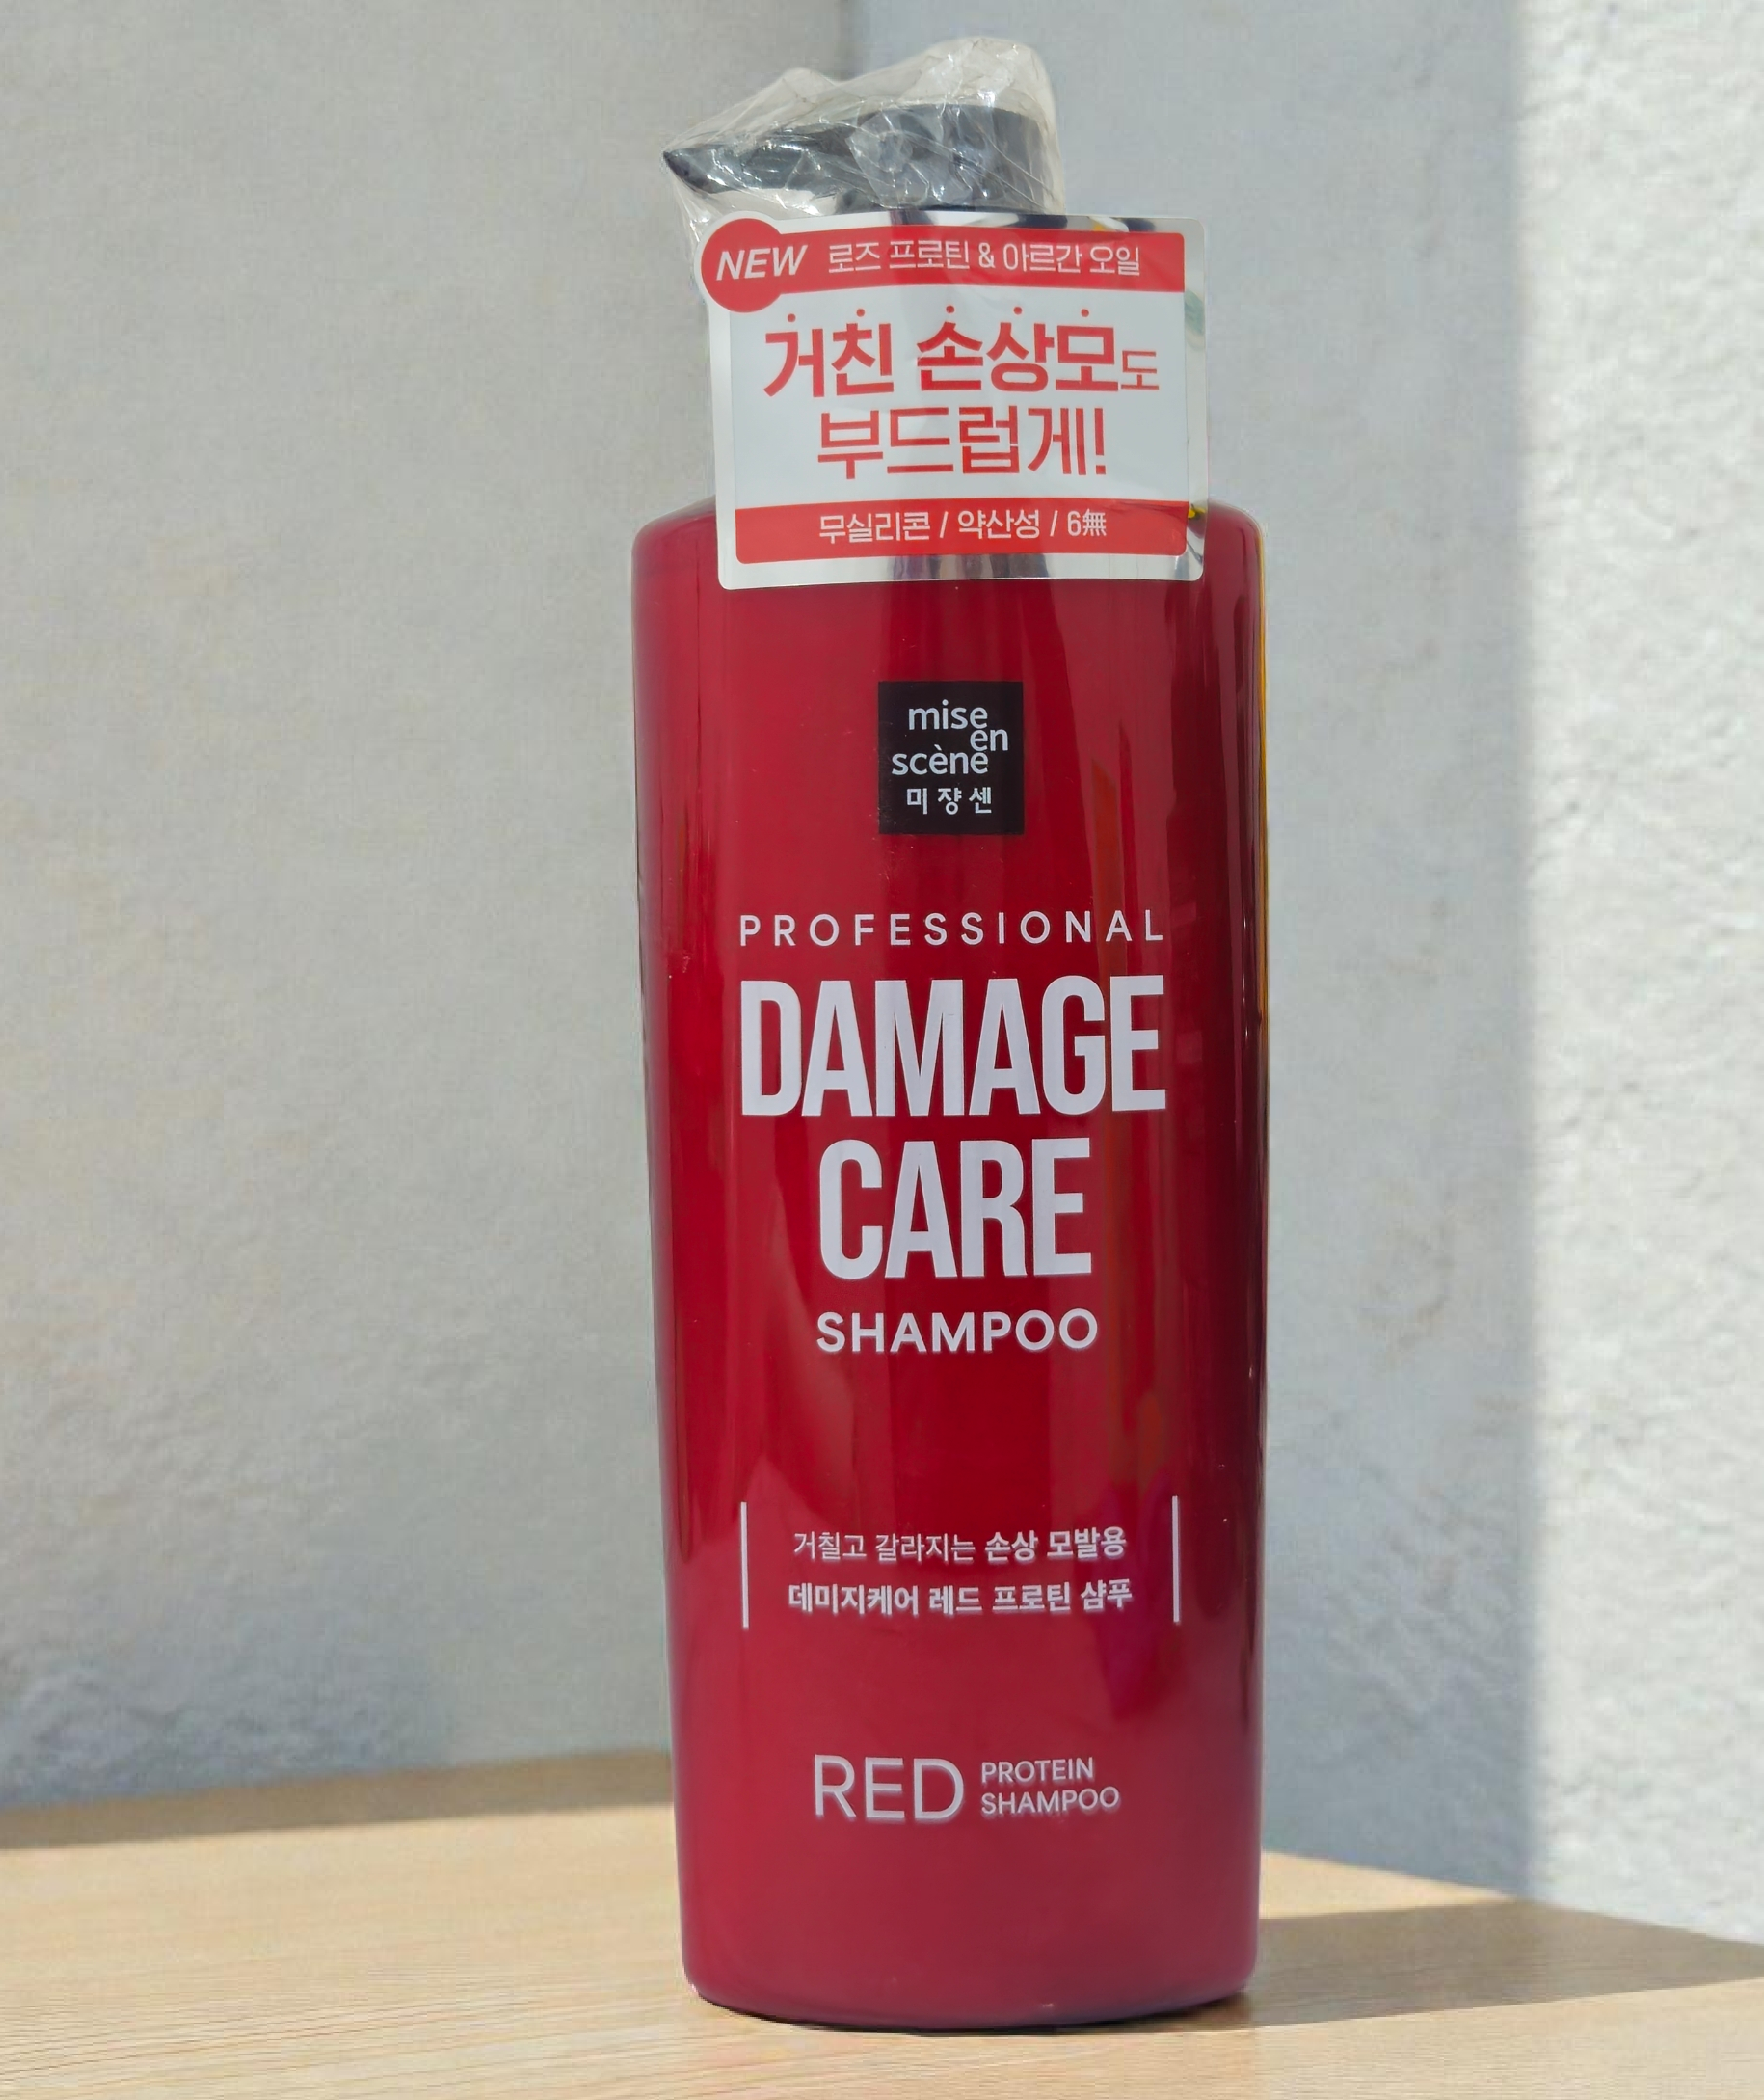 NEW 로즈 프로틴 & 아르간 오일
거친 손상모도
부드럽게!
무실리콘 / 약산성 / 6無
mise
en
scène
미쟝센
PROFESSIONAL
DAMAGE
CARE
SHAMPOO
거칠고 갈라지는 손상 모발용
데미지케어 레드 프로틴 샴푸
RED PROTEIN
SHAMPOO